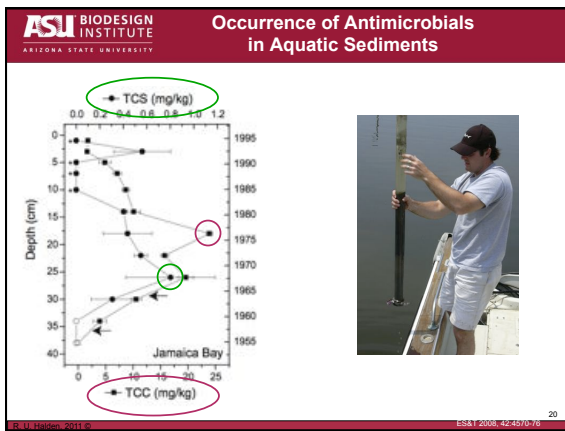 ASU BIODESIGN
INSTITUTE
ARIZONA STATE UNIVERSITY
Occurrence of Antimicrobials
in Aquatic Sediments
TCS (mg/kg)
0.0 0.2 0.4 0.6 0.8 1.0 1.2
Depth (cm)
0
5
10
15
20
25
30
35
40
1995
1990
1985
1980
1975
1970
1965
1960
1955
Jamaica Bay
0 5 10 15 20 25
TCC (mg/kg)
20
R. U. Halden, 2011 ©
ES&T 2008, 42:4570-76